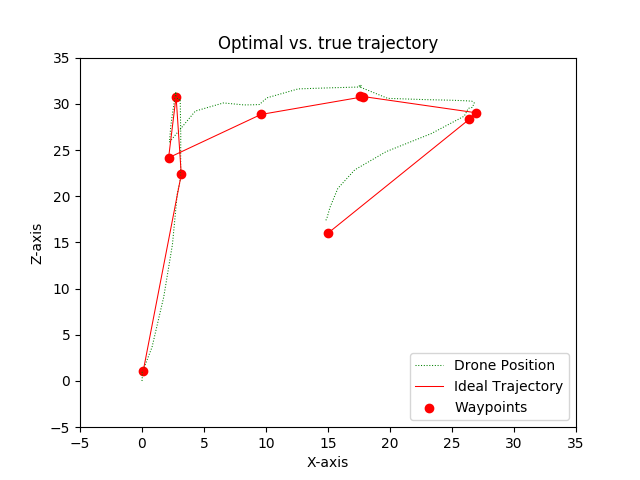 Optimal vs. true trajectory
35
30
25
20
15
10
5
0
−5
Z-axis
−5 0 5 10 15 20 25 30 35
X-axis
Drone Position
Ideal Trajectory
Waypoints